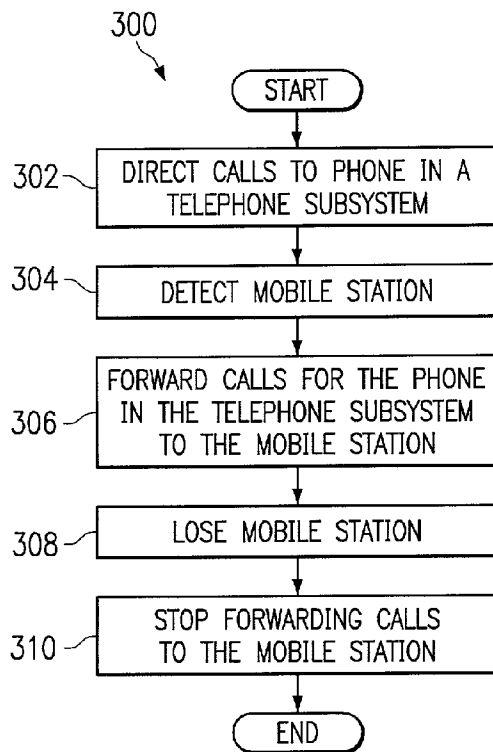 300
START
302
DIRECT CALLS TO PHONE IN A
TELEPHONE SUBSYSTEM
304
DETECT MOBILE STATION
306
FORWARD CALLS FOR THE PHONE
IN THE TELEPHONE SUBSYSTEM
TO THE MOBILE STATION
308
LOSE MOBILE STATION
310
STOP FORWARDING CALLS
TO THE MOBILE STATION
END